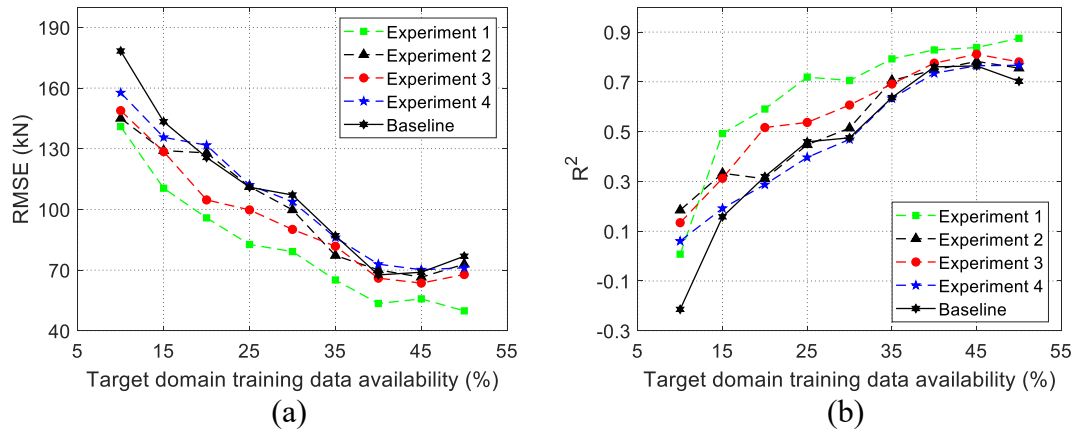 190
160
130
100
70
40
RMSE (kN)
5
15
25
35
45
55
Target domain training data availability (%)
Experiment 1
Experiment 2
Experiment 3
Experiment 4
Baseline
(a)
0.9
0.7
0.5
0.3
0.1
-0.1
-0.3
R²
5
15
25
35
45
55
Target domain training data availability (%)
Experiment 1
Experiment 2
Experiment 3
Experiment 4
Baseline
(b)